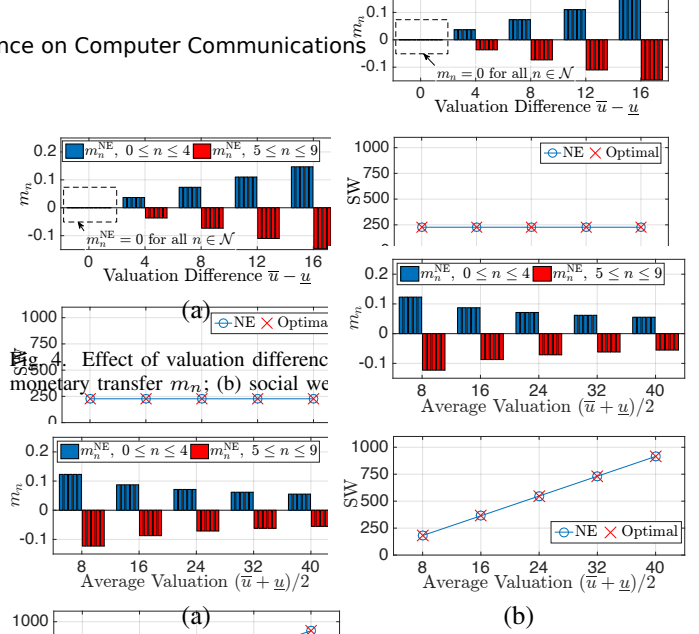 nce on Computer Communications
0.1
-0.1
m_n = 0 for all n ∈ 𝒩
0 4 8 12 16
Valuation Difference u̅ − u̲
0.2
m_n^NE, 0 ≤ n ≤ 4 m_n^NE, 5 ≤ n ≤ 9
0.1
m_n
0
-0.1
m_n^NE = 0 for all n ∈ 𝒩
0 4 8 12 16
Valuation Difference u̅ − u̲
(a)
1000
750
SW
500
250
0
NE Optimal
1000
NE Optima
Fig. 4. Effect of valuation differenc
monetary transfer m_n; (b) social we
250
0
8 16 24 32 40
0.2
m_n^NE, 0 ≤ n ≤ 4 m_n^NE, 5 ≤ n ≤ 9
0.1
m_n
0
-0.1
8 16 24 32 40
Average Valuation (u̅ + u̲)/2
0.2
m_n^NE, 0 ≤ n ≤ 4 m_n^NE, 5 ≤ n ≤ 9
0.1
m_n
0
-0.1
8 16 24 32 40
Average Valuation (u̅ + u̲)/2
(a)
1000
1000
750
SW
500
250
0
NE Optimal
8 16 24 32 40
Average Valuation (u̅ + u̲)/2
(b)